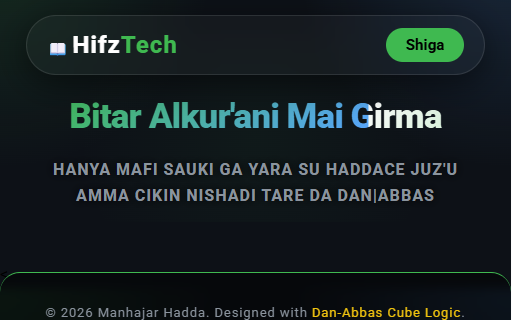 HifzTech
Shiga
Bitar Alkur'ani Mai Girma
HANYA MAFI SAUKI GA YARA SU HADDACE JUZ'U
AMMA CIKIN NISHADI TARE DA DAN|ABBAS
© 2026 Manhajar Hadda. Designed with Dan-Abbas Cube Logic.